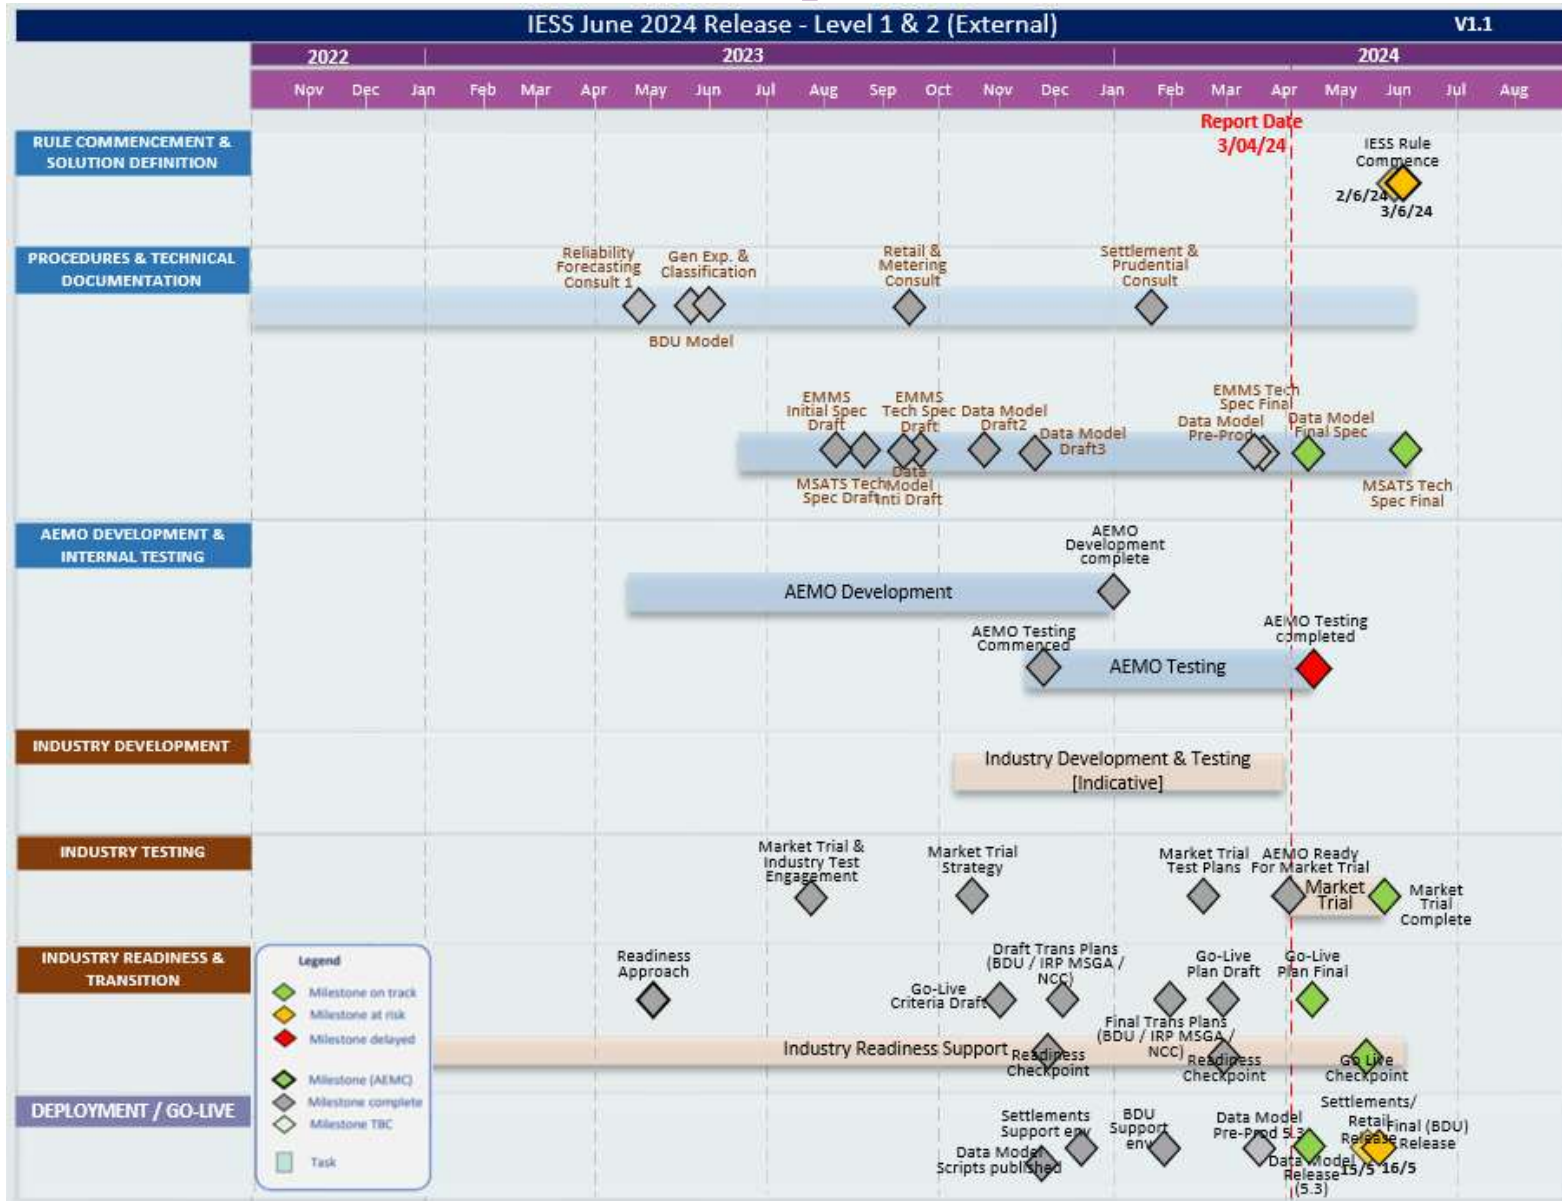 IESS June 2024 Release - Level 1 & 2 (External)
V1.1
2022
2023
2024
Nov Dec Jan Feb Mar Apr May Jun Jul Aug Sep Oct Nov Dec Jan Feb Mar Apr May Jun Jul Aug
Report Date
3/04/24
RULE COMMENCEMENT &
SOLUTION DEFINITION
IESS Rule
Commence
2/6/24
3/6/24
PROCEDURES & TECHNICAL
DOCUMENTATION
Reliability
Forecasting
Consult 1
Gen Exp. &
Classification
BDU Model
Retail &
Metering
Consult
Settlement &
Prudential
Consult
EMMS
Initial Spec
Draft
MSATS Tech
Spec Draft
EMMS
Tech Spec
Draft
Data
Model
Inti Draft
Data Model
Draft2
Data Model
Draft3
Data Model
Pre-Prod
EMMS Tech
Spec Final
Data Model
Final Spec
MSATS Tech
Spec Final
AEMO DEVELOPMENT &
INTERNAL TESTING
AEMO
Development
complete
AEMO Development
AEMO Testing
Commenced
AEMO Testing
AEMO Testing
completed
INDUSTRY DEVELOPMENT
Industry Development & Testing
[Indicative]
INDUSTRY TESTING
Market Trial &
Industry Test
Engagement
Market Trial
Strategy
Market Trial
Test Plans
AEMO Ready
For Market Trial
Market
Trial
Market
Trial
Complete
INDUSTRY READINESS &
TRANSITION
Readiness
Approach
Go-Live
Criteria Draft
Draft Trans Plans
(BDU / IRP MSGA /
NCC)
Final Trans Plans
(BDU / IRP MSGA /
NCC)
Go-Live
Plan Draft
Go-Live
Plan Final
Industry Readiness Support
Readiness
Checkpoint
Readiness
Checkpoint
Go Live
Checkpoint
Legend
Milestone on track
Milestone at risk
Milestone delayed
Milestone (AEMC)
Milestone complete
Milestone TBC
Task
DEPLOYMENT / GO-LIVE
Data Model
Scripts published
Settlements
Support env
BDU
Support
env
Data Model
Pre-Prod 5.3
Data Model
Release
(5.3)
Settlements/
Retail
Release
15/5
Final (BDU)
Release
16/5